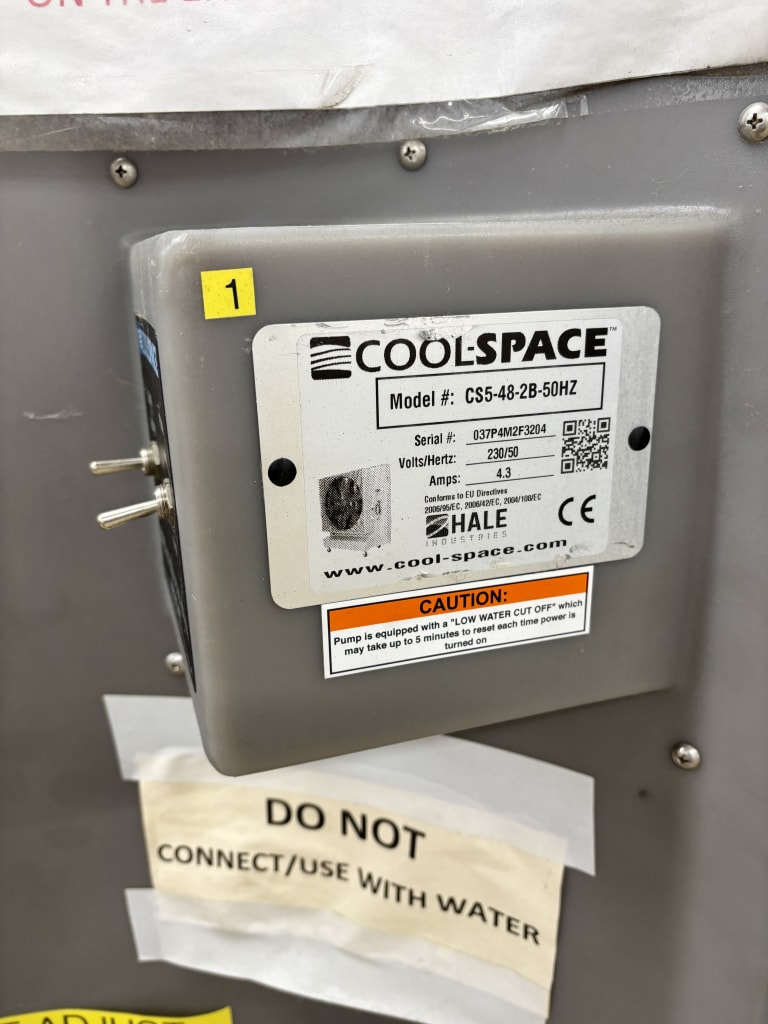 1
COOL-SPACE™
Model #: CS5-48-2B-50HZ
Serial #: 037P4M2F3204
Volts/Hertz: 230/50
Amps: 4.3
Conforms to EU Directives
2006/95/EC, 2006/42/EC, 2004/108/EC
HALE
INDUSTRIES
CE
www.cool-space.com
CAUTION:
Pump is equipped with a "LOW WATER CUT OFF" which
may take up to 5 minutes to reset each time power is
turned on
DO NOT
CONNECT/USE WITH WATER
ADJUST